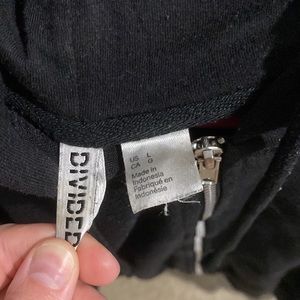 DIVIDED
US L
CA G
Made in
Indonesia
Fabriqué en
Indonésie